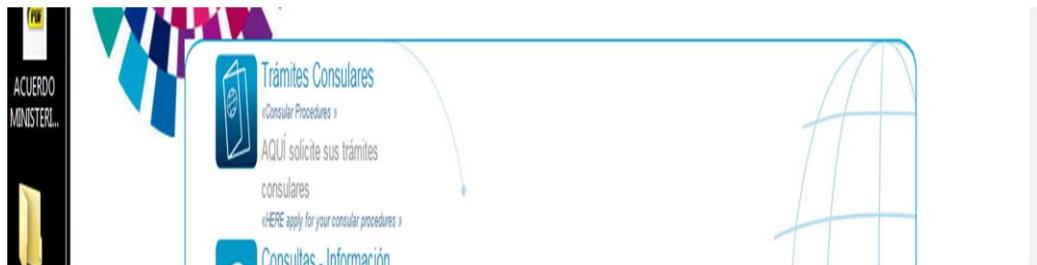 PDF
ACUERDO
MINISTERI...
Trámites Consulares
«Consular Procedures »
AQUÍ solicite sus trámites
consulares
«HERE apply for your consular procedures »
Consultas - Información